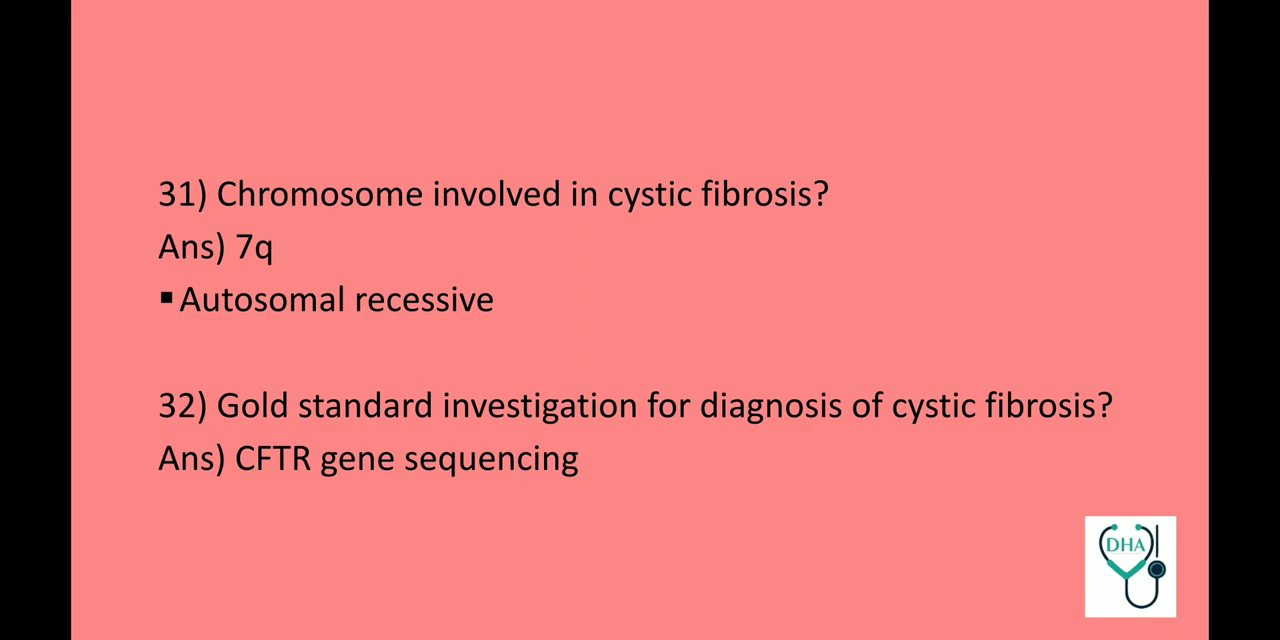 31) Chromosome involved in cystic fibrosis?
Ans) 7q
▪Autosomal recessive
32) Gold standard investigation for diagnosis of cystic fibrosis?
Ans) CFTR gene sequencing
DHA